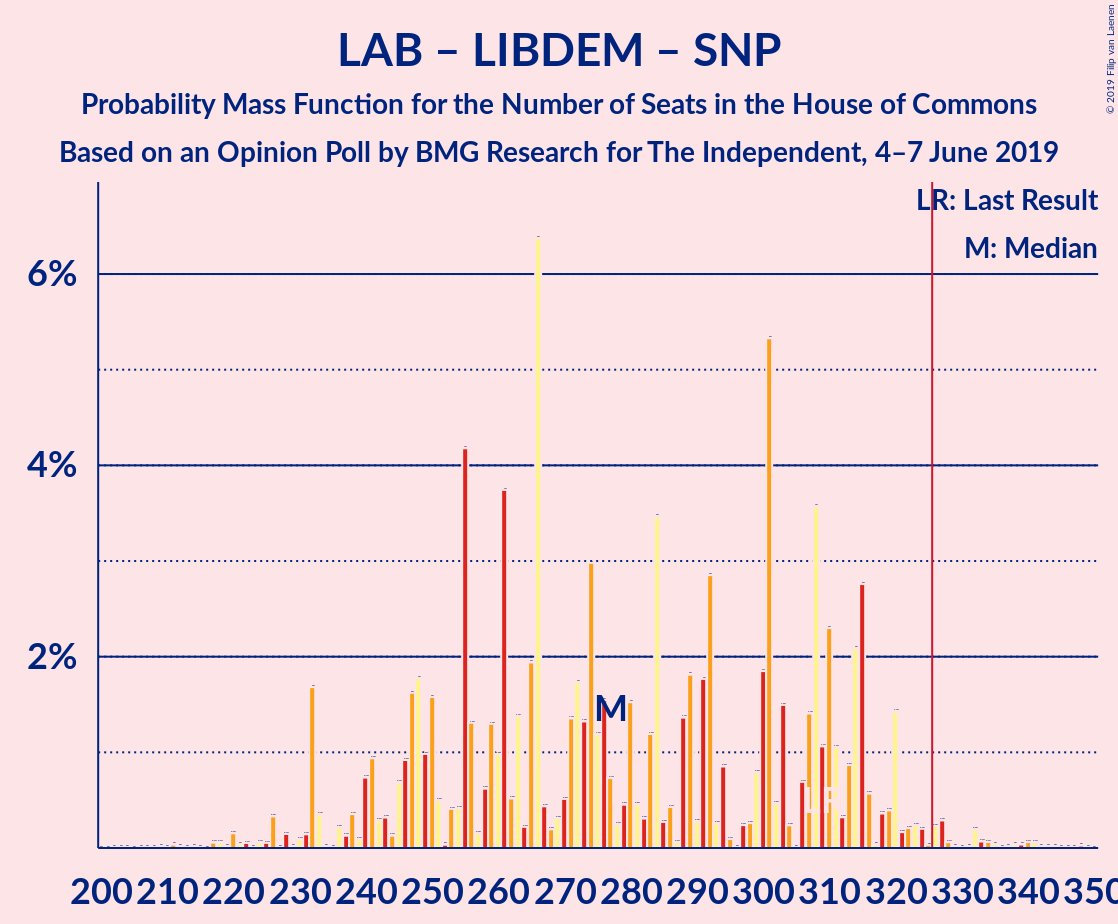 LAB – LIBDEM – SNP
Probability Mass Function for the Number of Seats in the House of Commons
Based on an Opinion Poll by BMG Research for The Independent, 4–7 June 2019
© 2019 Filip van Laenen
LR: Last Result
M: Median
6%
4%
2%
M
LR
200 210 220 230 240 250 260 270 280 290 300 310 320 330 340 350